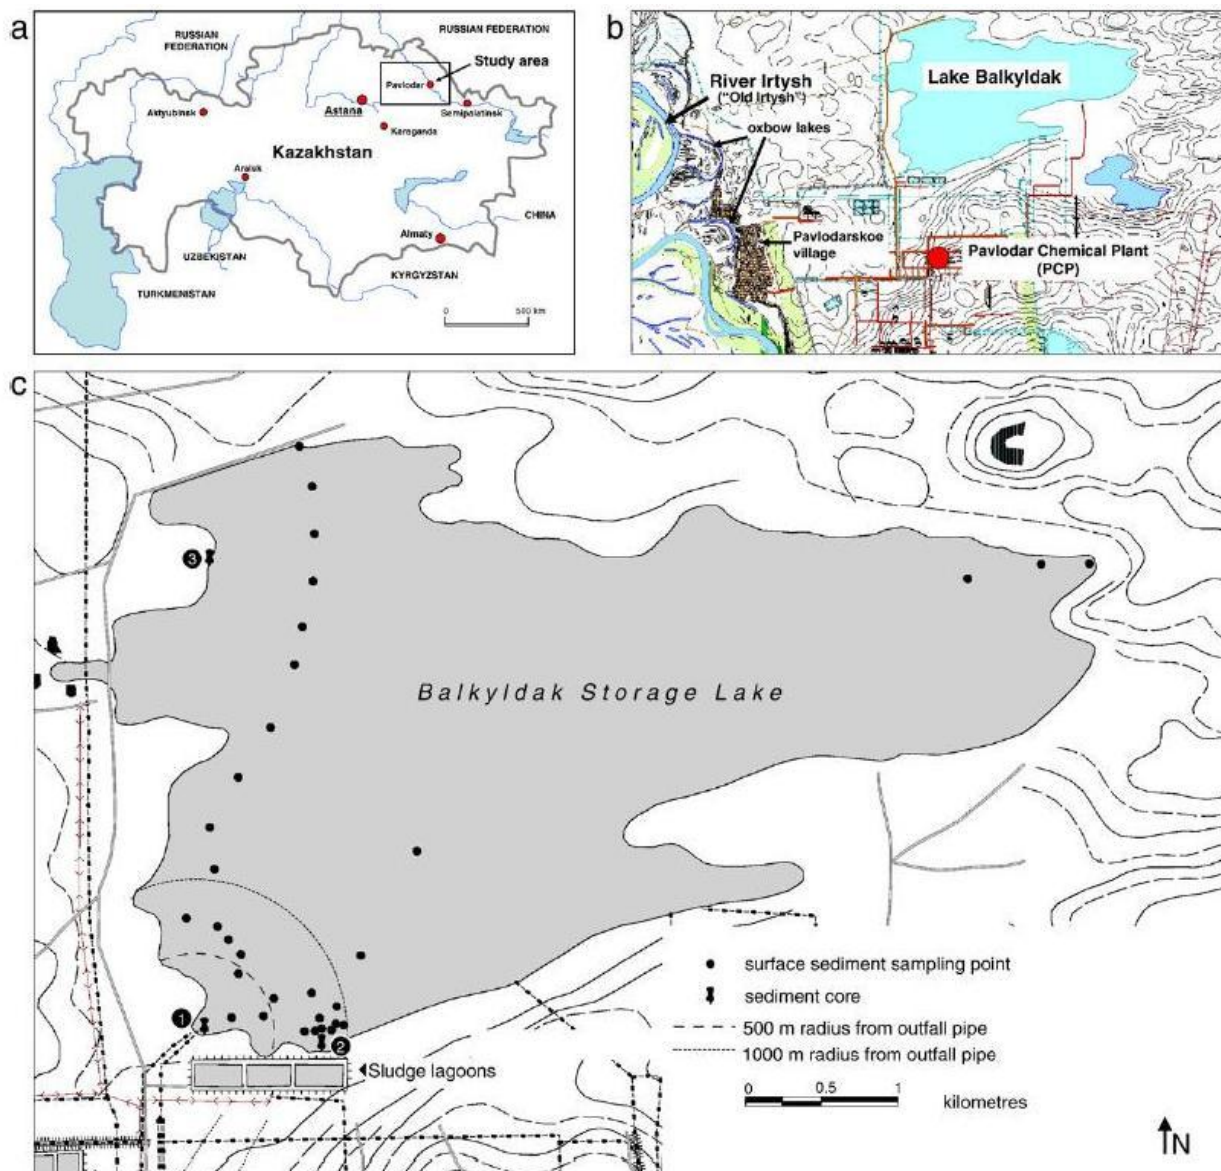 a
RUSSIAN
FEDERATION
RUSSIAN FEDERATION
Study area
Pavlodar
Aktyubinsk
Astana
Semipalatinsk
Karaganda
Kazakhstan
Aralsk
CHINA
Almaty
UZBEKISTAN
KYRGYZSTAN
TURKMENISTAN
0
500 km
b
Lake Balkyldak
River Irtysh
("Old Irtysh")
oxbow lakes
Pavlodarskoe
village
Pavlodar Chemical Plant
(PCP)
c
3
Balkyldak Storage Lake
1
2
Sludge lagoons
surface sediment sampling point
sediment core
500 m radius from outfall pipe
1000 m radius from outfall pipe
0 0.5 1
kilometres
N